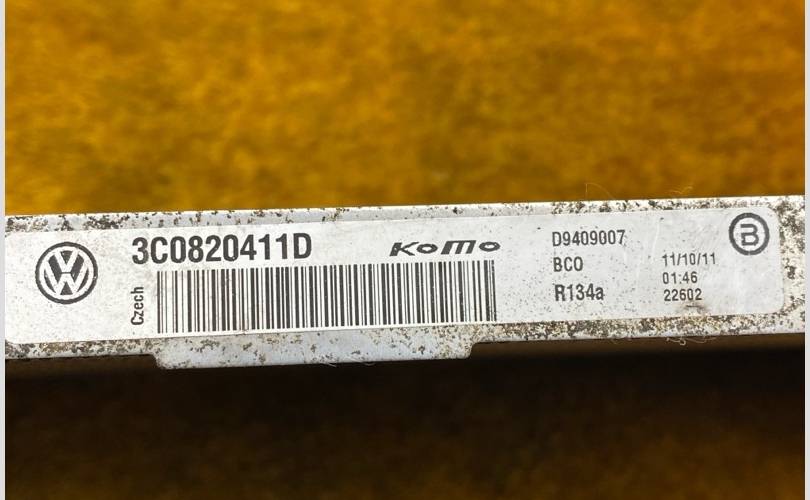 3C0820411D
KoMo
Czech
D9409007
BCO
R134a
11/10/11
01:46
22602
B